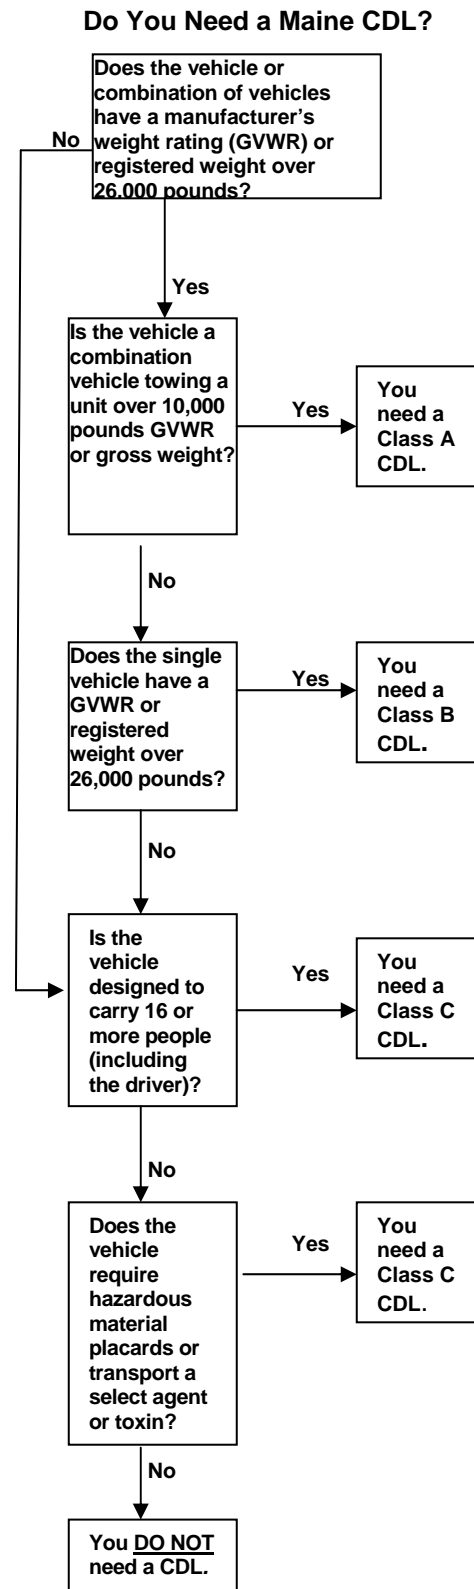 Do You Need a Maine CDL?
Does the vehicle or
combination of vehicles
have a manufacturer's
weight rating (GVWR) or
registered weight over
26,000 pounds?
No
Yes
Is the vehicle a
combination
vehicle towing a
unit over 10,000
pounds GVWR
or gross weight?
Yes
You
need a
Class A
CDL.
No
Does the single
vehicle have a
GVWR or
registered
weight over
26,000 pounds?
Yes
You
need a
Class B
CDL.
No
Is the
vehicle
designed to
carry 16 or
more people
(including
the driver)?
Yes
You
need a
Class C
CDL.
No
Does the
vehicle
require
hazardous
material
placards or
transport a
select agent
or toxin?
Yes
You
need a
Class C
CDL.
No
You DO NOT
need a CDL.